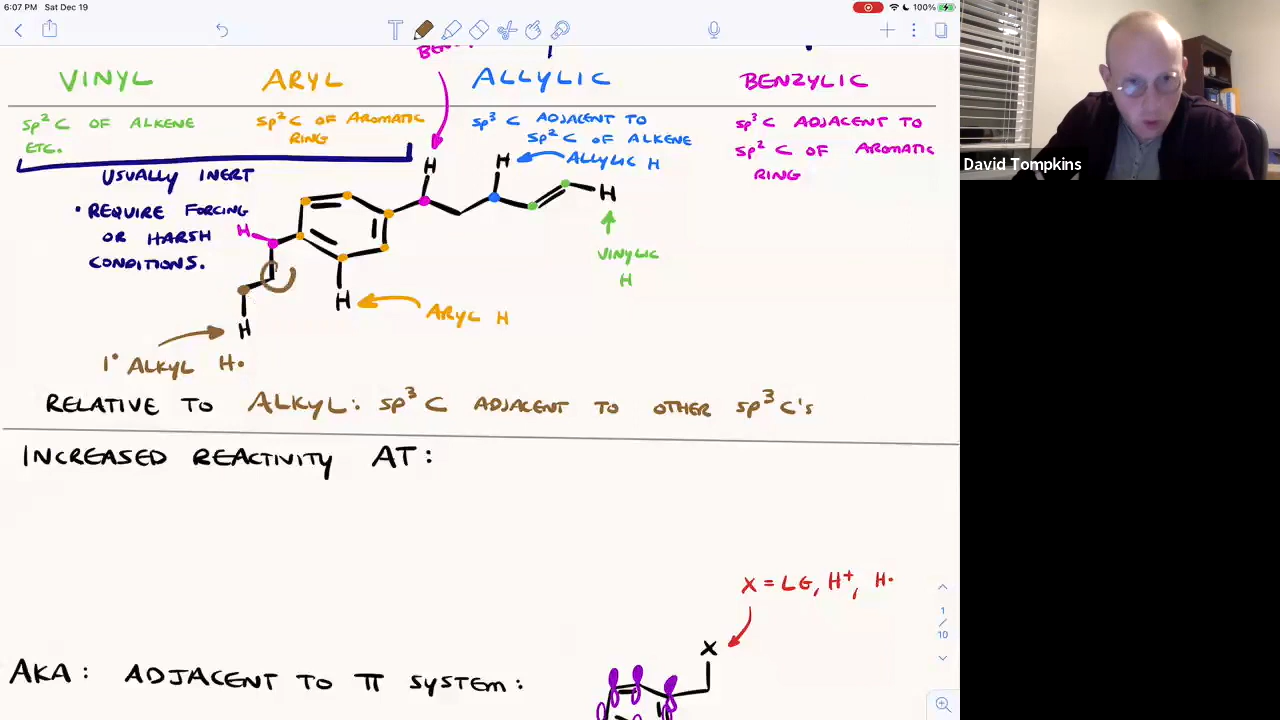 6:07 PM Sat Dec 19
100%
VINYL ARYL ALLYLIC BENZYLIC
sp² C OF ALKENE
ETC.
sp² C OF AROMATIC
RING
sp³ C ADJACENT TO
sp² C OF ALKENE
sp³ C ADJACENT TO
sp² C OF AROMATIC
RING
David Tompkins
USUALLY INERT
• REQUIRE FORCING
OR HARSH
CONDITIONS.
H
H
ALLYLIC H
H
VINYLIC
H
H
H
ARYL H
H
1° ALKYL H.
RELATIVE TO ALKYL: sp³ C ADJACENT TO OTHER sp³ C's
INCREASED REACTIVITY AT:
X = LG, H⁺, H•
X
AKA: ADJACENT TO π SYSTEM:
1
/
10